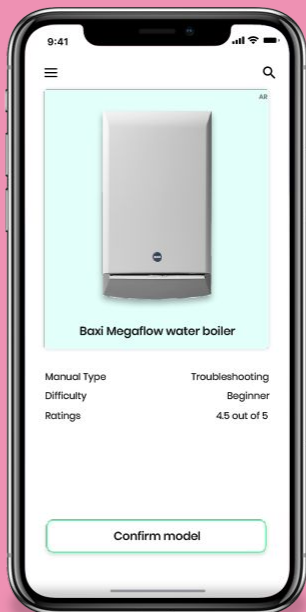 9:41
AR
Baxi Megaflow water boiler
Manual Type Troubleshooting
Difficulty Beginner
Ratings 4.5 out of 5
Confirm model